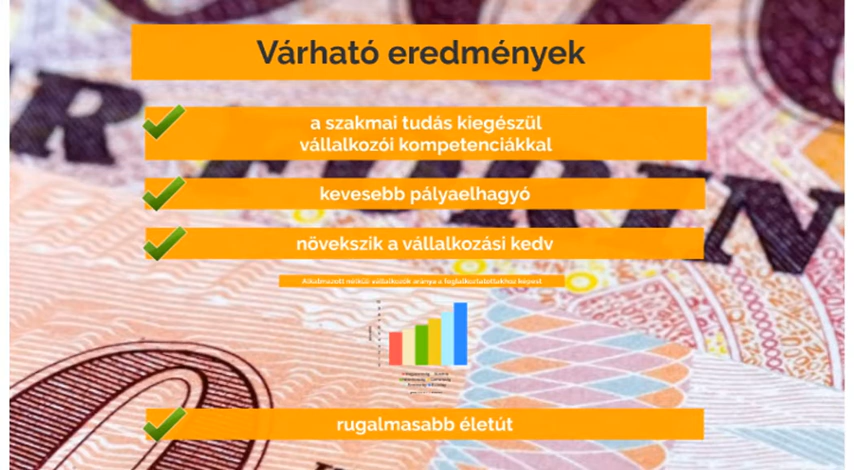 Várható eredmények
a szakmai tudás kiegészül
vállalkozói kompetenciákkal
kevesebb pályaelhagyó
növekszik a vállalkozási kedv
Alkalmazott nélküli vállalkozók aránya a foglalkoztatottakhoz képest
rugalmasabb életút